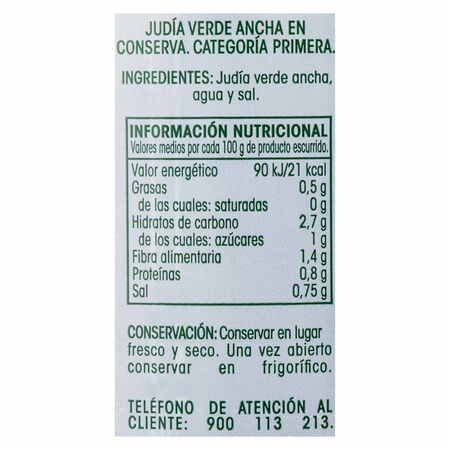 JUDÍA VERDE ANCHA EN
CONSERVA. CATEGORÍA PRIMERA.
INGREDIENTES: Judía verde ancha,
agua y sal.
INFORMACIÓN NUTRICIONAL
Valores medios por cada 100 g de producto escurrido.
Valor energético 90 kJ/21 kcal
Grasas 0,5 g
de las cuales: saturadas 0 g
Hidratos de carbono 2,7 g
de los cuales: azúcares 1 g
Fibra alimentaria 1,4 g
Proteínas 0,8 g
Sal 0,75 g
CONSERVACIÓN: Conservar en lugar
fresco y seco. Una vez abierto
conservar en frigorífico.
TELÉFONO DE ATENCIÓN AL
CLIENTE: 900 113 213.